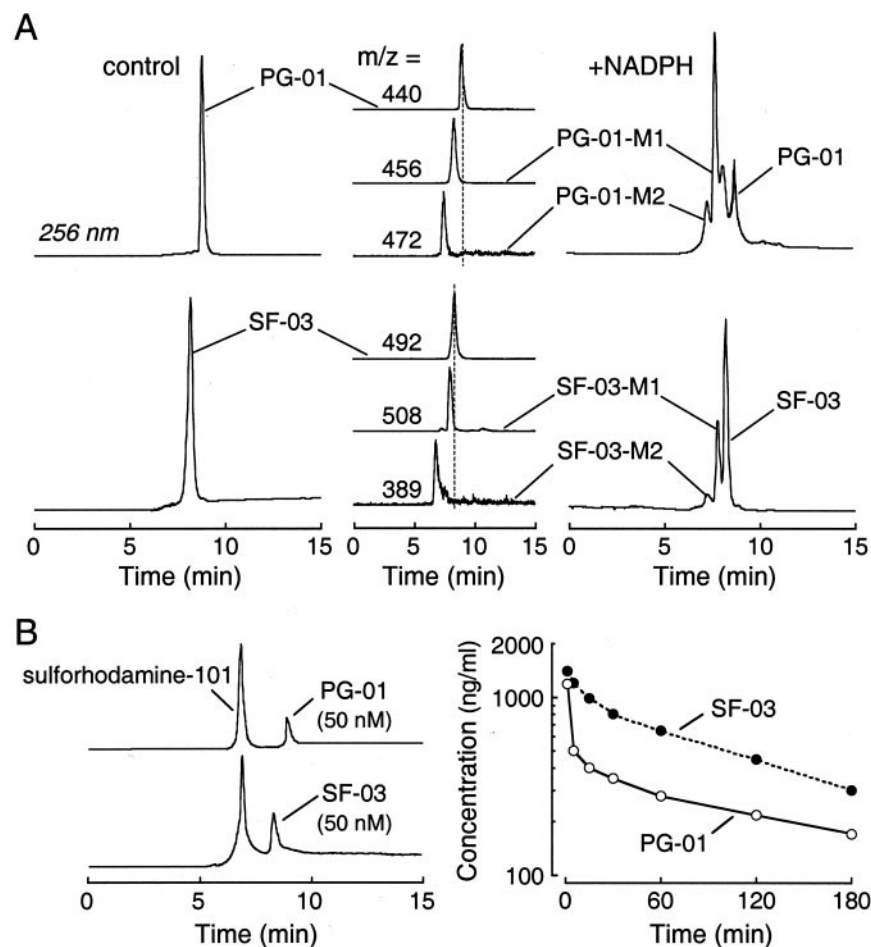 A
control
PG-01
m/z =
+NADPH
440
456
PG-01-M1
PG-01
PG-01-M2
472
256 nm
SF-03
492
508
SF-03-M1
SF-03
SF-03-M2
389
0 5 10 15
0 5 10 15
0 5 10 15
Time (min)
Time (min)
Time (min)
B
sulforhodamine-101
PG-01
(50 nM)
SF-03
(50 nM)
0 5 10 15
Time (min)
Concentration (ng/ml)
2000
1000
100
SF-03
PG-01
0 60 120 180
Time (min)